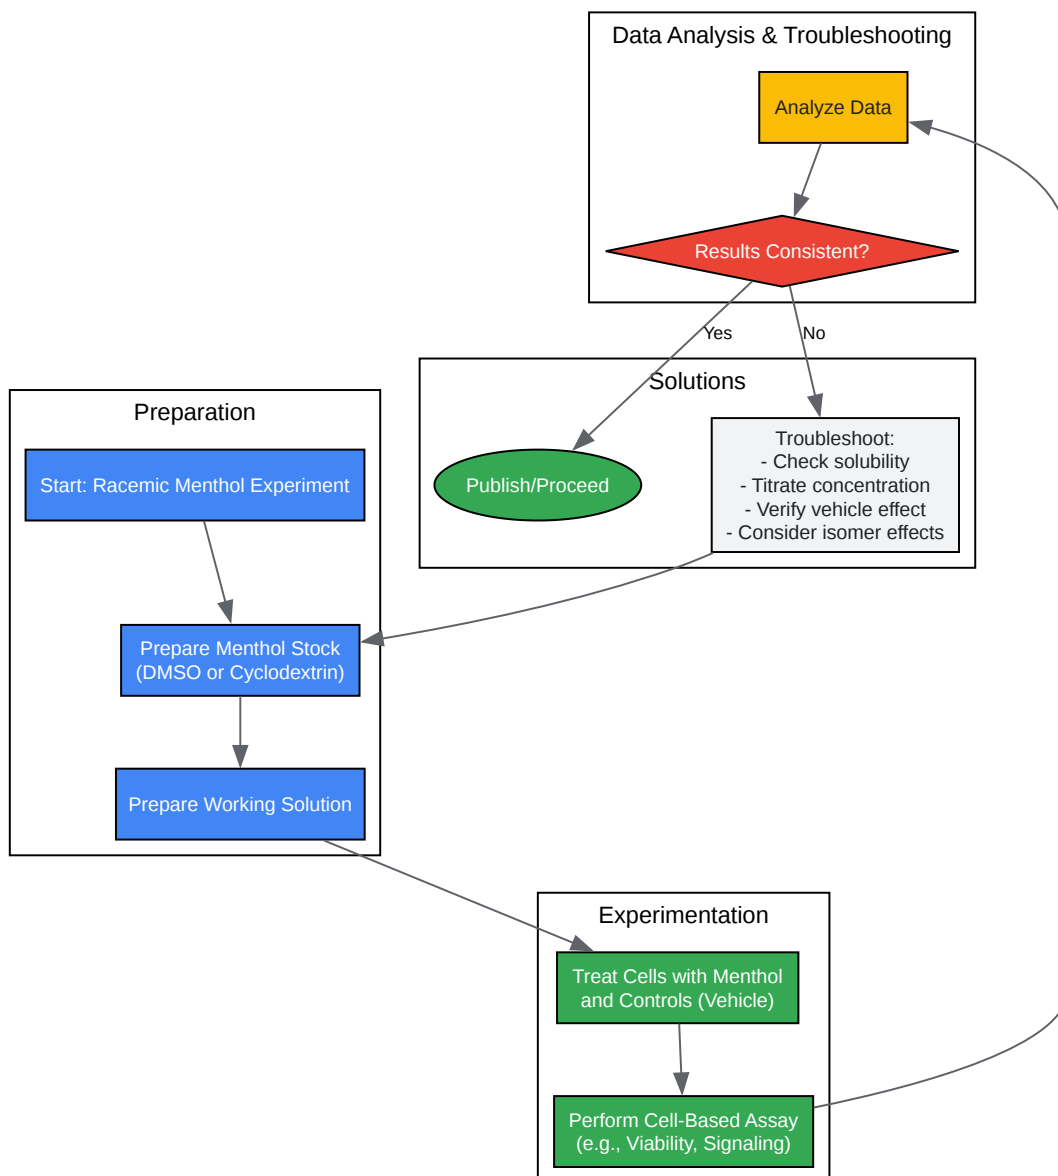 Data Analysis & Troubleshooting
Analyze Data
Results Consistent?
Yes
No
Solutions
Publish/Proceed
Troubleshoot:
- Check solubility
- Titrate concentration
- Verify vehicle effect
- Consider isomer effects
Preparation
Start: Racemic Menthol Experiment
Prepare Menthol Stock
(DMSO or Cyclodextrin)
Prepare Working Solution
Experimentation
Treat Cells with Menthol
and Controls (Vehicle)
Perform Cell-Based Assay
(e.g., Viability, Signaling)